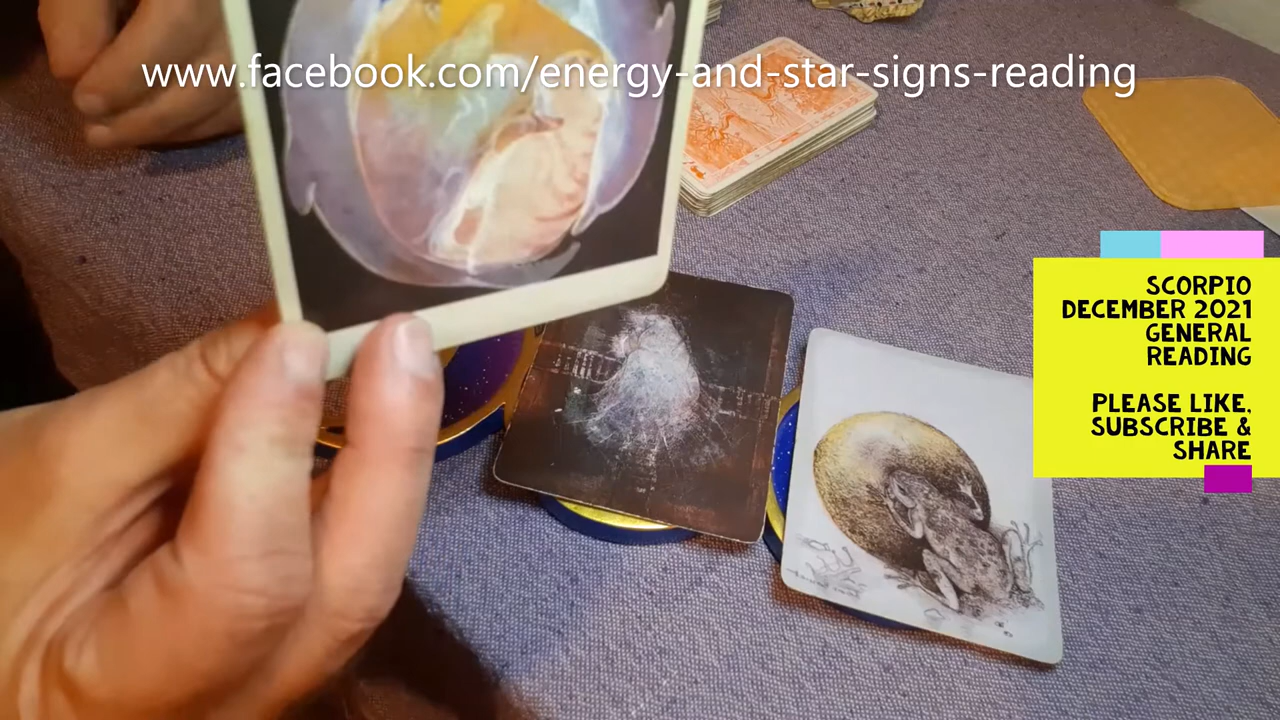 www.facebook.com/energy-and-star-signs-reading
SCORPIO
DECEMBER 2021
GENERAL
READING
PLEASE LIKE,
SUBSCRIBE &
SHARE